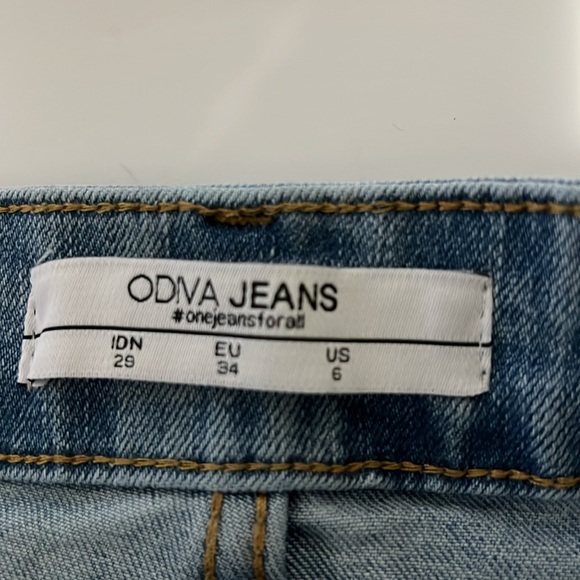 ODIVA JEANS
#onejeansforall
IDN EU US
29 34 6